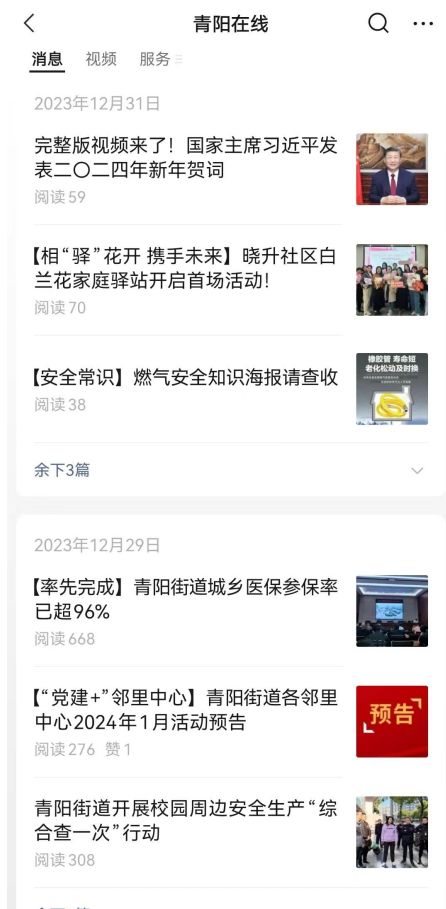 青阳在线
消息 视频 服务
2023年12月31日
完整版视频来了！国家主席习近平发
表二〇二四年新年贺词
阅读 59
【相“驿”花开 携手未来】晓升社区白
兰花家庭驿站开启首场活动！
阅读 70
【安全常识】燃气安全知识海报请查收
阅读 38
橡胶管 寿命短
老化松动及时换
余下3篇
2023年12月29日
【率先完成】青阳街道城乡医保参保率
已超96%
阅读 668
【“党建+”邻里中心】青阳街道各邻里
中心2024年1月活动预告
阅读 276 赞 1
预告
青阳街道开展校园周边安全生产“综
合查一次”行动
阅读 308